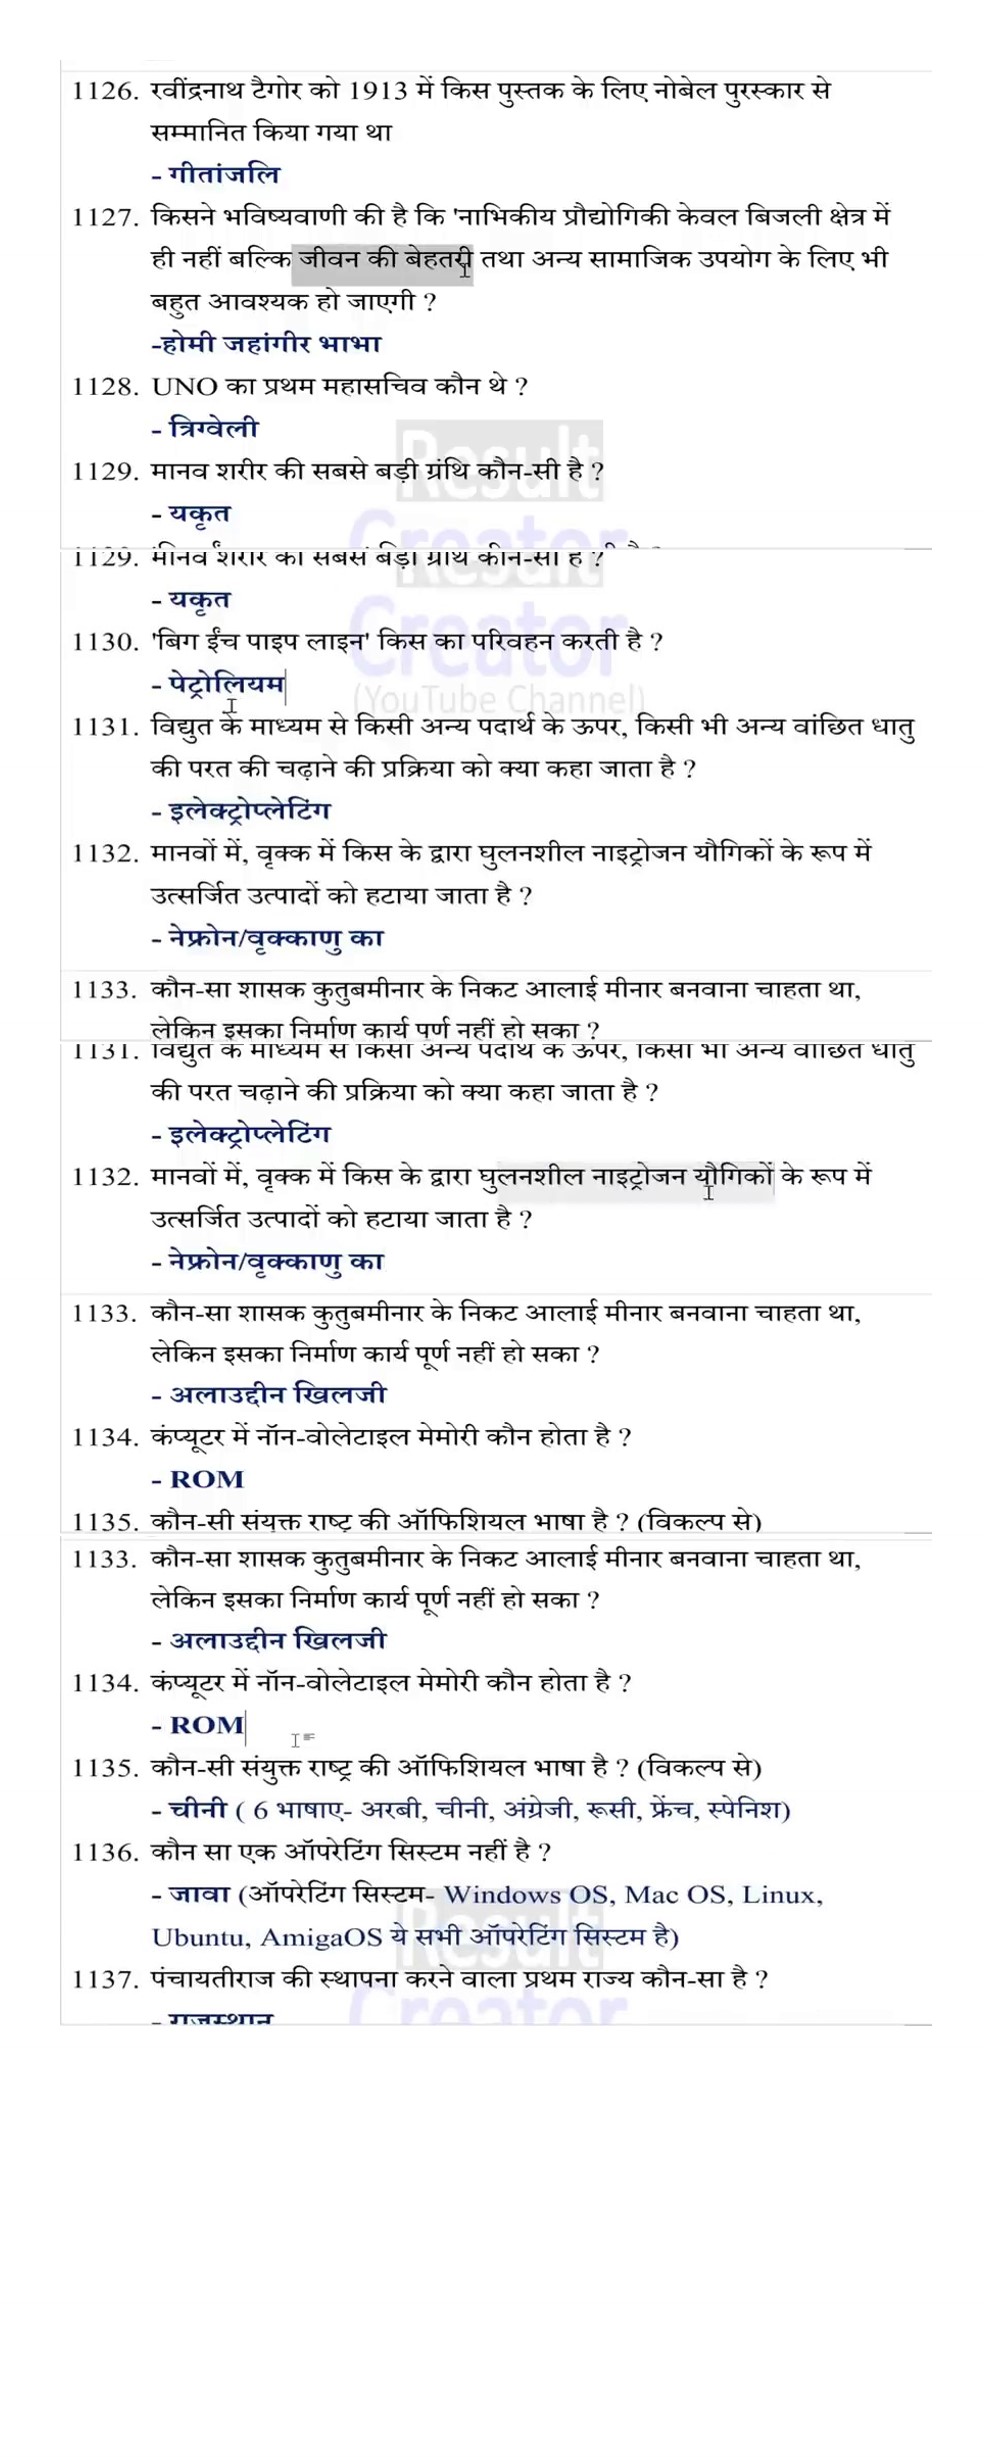 1126. रवींद्रनाथ टैगोर को 1913 में किस पुस्तक के लिए नोबेल पुरस्कार से
सम्मानित किया गया था
- गीतांजलि
1127. किसने भविष्यवाणी की है कि 'नाभिकीय प्रौद्योगिकी केवल बिजली क्षेत्र में
ही नहीं बल्कि जीवन की बेहतरी तथा अन्य सामाजिक उपयोग के लिए भी
बहुत आवश्यक हो जाएगी ?
-होमी जहांगीर भाभा
1128. UNO का प्रथम महासचिव कौन थे ?
- त्रिग्वेली
Result
1129. मानव शरीर की सबसे बड़ी ग्रंथि कौन-सी है ?
- यकृत
Creator
1129. मानव शरीर की सबसे बड़ी ग्रंथि कौन-सी है ?
- यकृत
Creator
1130. 'बिग ईंच पाइप लाइन' किस का परिवहन करती है ?
- पेट्रोलियम
(YouTube Channel)
1131. विद्युत के माध्यम से किसी अन्य पदार्थ के ऊपर, किसी भी अन्य वांछित धातु
की परत की चढ़ाने की प्रक्रिया को क्या कहा जाता है ?
- इलेक्ट्रोप्लेटिंग
1132. मानवों में, वृक्क में किस के द्वारा घुलनशील नाइट्रोजन यौगिकों के रूप में
उत्सर्जित उत्पादों को हटाया जाता है ?
- नेफ्रोन/वृक्काणु का
1133. कौन-सा शासक कुतुबमीनार के निकट आलाई मीनार बनवाना चाहता था,
लेकिन इसका निर्माण कार्य पूर्ण नहीं हो सका ?
1131. विद्युत के माध्यम से किसी अन्य पदार्थ के ऊपर, किसी भी अन्य वांछित धातु
की परत चढ़ाने की प्रक्रिया को क्या कहा जाता है ?
- इलेक्ट्रोप्लेटिंग
1132. मानवों में, वृक्क में किस के द्वारा घुलनशील नाइट्रोजन यौगिकों के रूप में
उत्सर्जित उत्पादों को हटाया जाता है ?
- नेफ्रोन/वृक्काणु का
1133. कौन-सा शासक कुतुबमीनार के निकट आलाई मीनार बनवाना चाहता था,
लेकिन इसका निर्माण कार्य पूर्ण नहीं हो सका ?
- अलाउद्दीन खिलजी
1134. कंप्यूटर में नॉन-वोलेटाइल मेमोरी कौन होता है ?
- ROM
1135. कौन-सी संयुक्त राष्ट्र की ऑफिशियल भाषा है ? (विकल्प से)
1133. कौन-सा शासक कुतुबमीनार के निकट आलाई मीनार बनवाना चाहता था,
लेकिन इसका निर्माण कार्य पूर्ण नहीं हो सका ?
- अलाउद्दीन खिलजी
1134. कंप्यूटर में नॉन-वोलेटाइल मेमोरी कौन होता है ?
- ROM
1135. कौन-सी संयुक्त राष्ट्र की ऑफिशियल भाषा है ? (विकल्प से)
- चीनी ( 6 भाषाए- अरबी, चीनी, अंग्रेजी, रूसी, फ्रेंच, स्पेनिश)
1136. कौन सा एक ऑपरेटिंग सिस्टम नहीं है ?
- जावा (ऑपरेटिंग सिस्टम- Windows OS, Mac OS, Linux,
Result
Ubuntu, AmigaOS ये सभी ऑपरेटिंग सिस्टम है)
1137. पंचायतीराज की स्थापना करने वाला प्रथम राज्य कौन-सा है ?
Creator
- राजस्थान